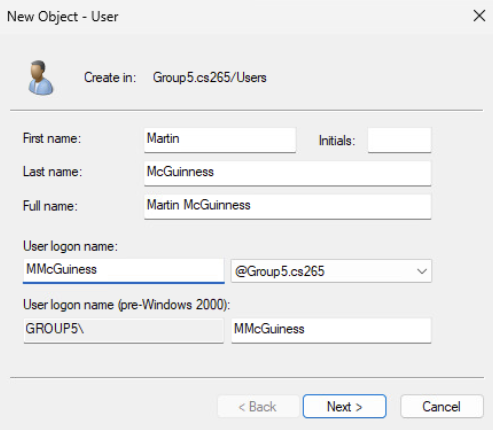 New Object - User
Create in: Group5.cs265/Users
First name: Martin Initials:
Last name: McGuinness
Full name: Martin McGuinness
User logon name:
MMcGuiness @Group5.cs265
User logon name (pre-Windows 2000):
GROUP5\ MMcGuiness
< Back Next > Cancel